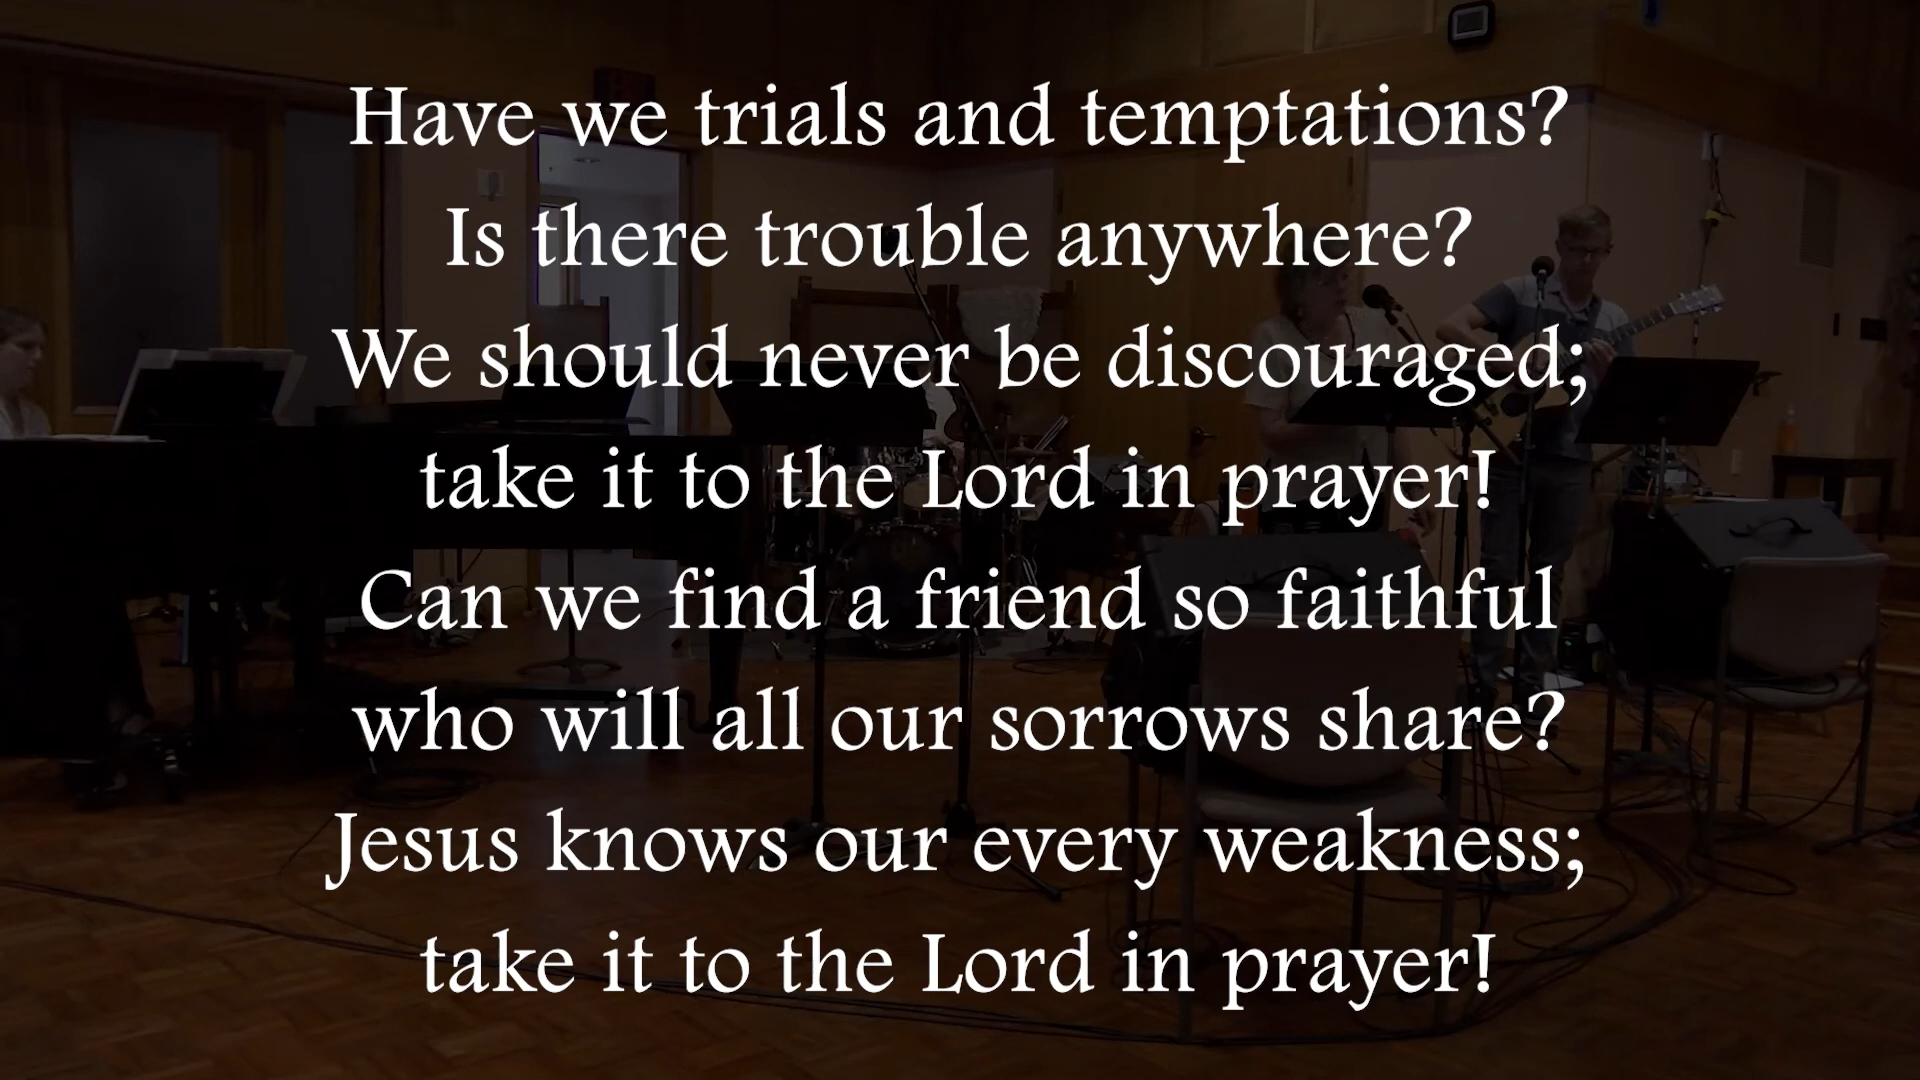 Have we trials and temptations?
Is there trouble anywhere?
We should never be discouraged;
take it to the Lord in prayer!
Can we find a friend so faithful
who will all our sorrows share?
Jesus knows our every weakness;
take it to the Lord in prayer!